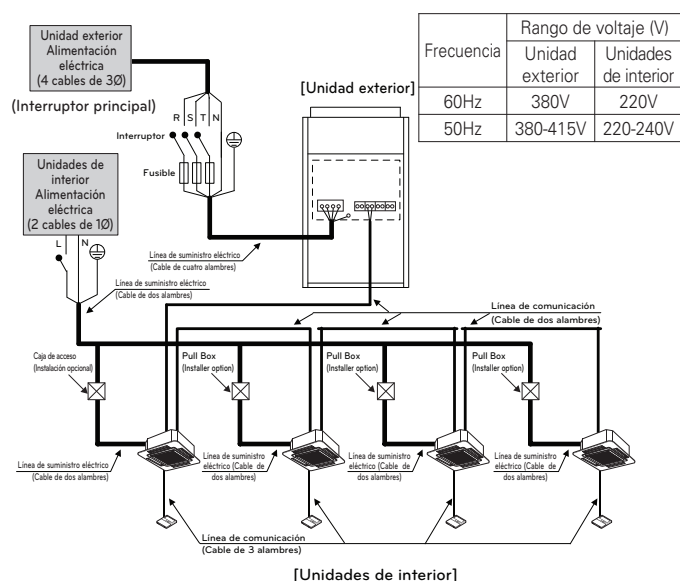 Unidad exterior
Alimentación
eléctrica
(4 cables de 3Ø)
(Interruptor principal)
R S T N
Interruptor
Fusible
Unidades de
interior
Alimentación
eléctrica
(2 cables de 1Ø)
L N
Línea de suministro eléctrico
(Cable de dos alambres)
Línea de suministro eléctrico
(Cable de cuatro alambres)
[Unidad exterior]
Frecuencia
Rango de voltaje (V)
Unidad
exterior
Unidades
de interior
60Hz 380V 220V
50Hz 380-415V 220-240V
Línea de comunicación
(Cable de dos alambres)
Caja de acceso
(Instalación opcional)
Pull Box
(Installer option)
Pull Box
(Installer option)
Pull Box
(Installer option)
Línea de suministro eléctrico
(Cable de dos alambres)
Línea de suministro
eléctrico (Cable de
dos alambres)
Línea de suministro
eléctrico (Cable de
dos alambres)
Línea de suministro
eléctrico (Cable de
dos alambres)
Línea de comunicación
(Cable de 3 alambres)
[Unidades de interior]